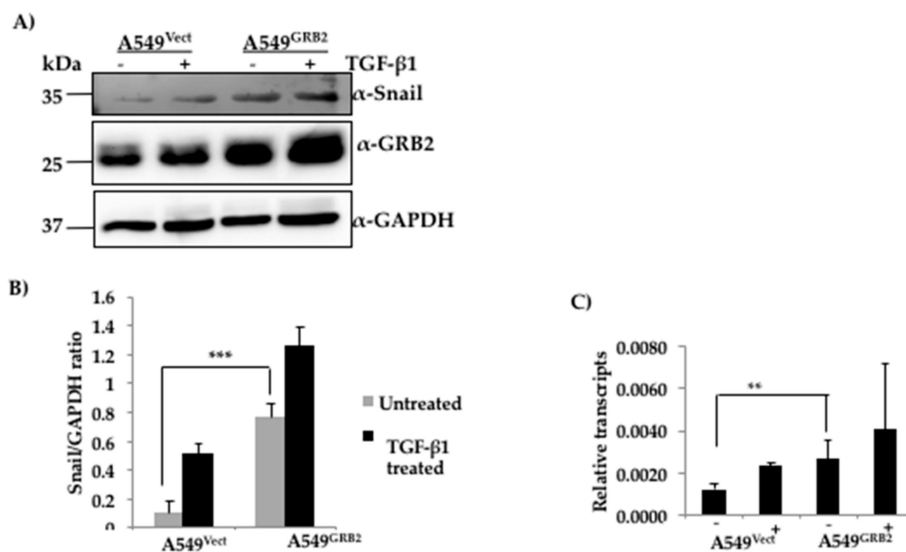 A)
A549Vect A549GRB2
kDa - + - + TGF-β1
35 α-Snail
α-GRB2
25
37 α-GAPDH
B)
1.6
1.4
1.2
1
0.8
0.6
0.4
0.2
0
Snail/GAPDH ratio
***
A549Vect A549GRB2
Untreated
TGF-β1
treated
C)
0.0080
0.0060
0.0040
0.0020
0.0000
Relative transcripts
**
- + - +
A549Vect A549GRB2